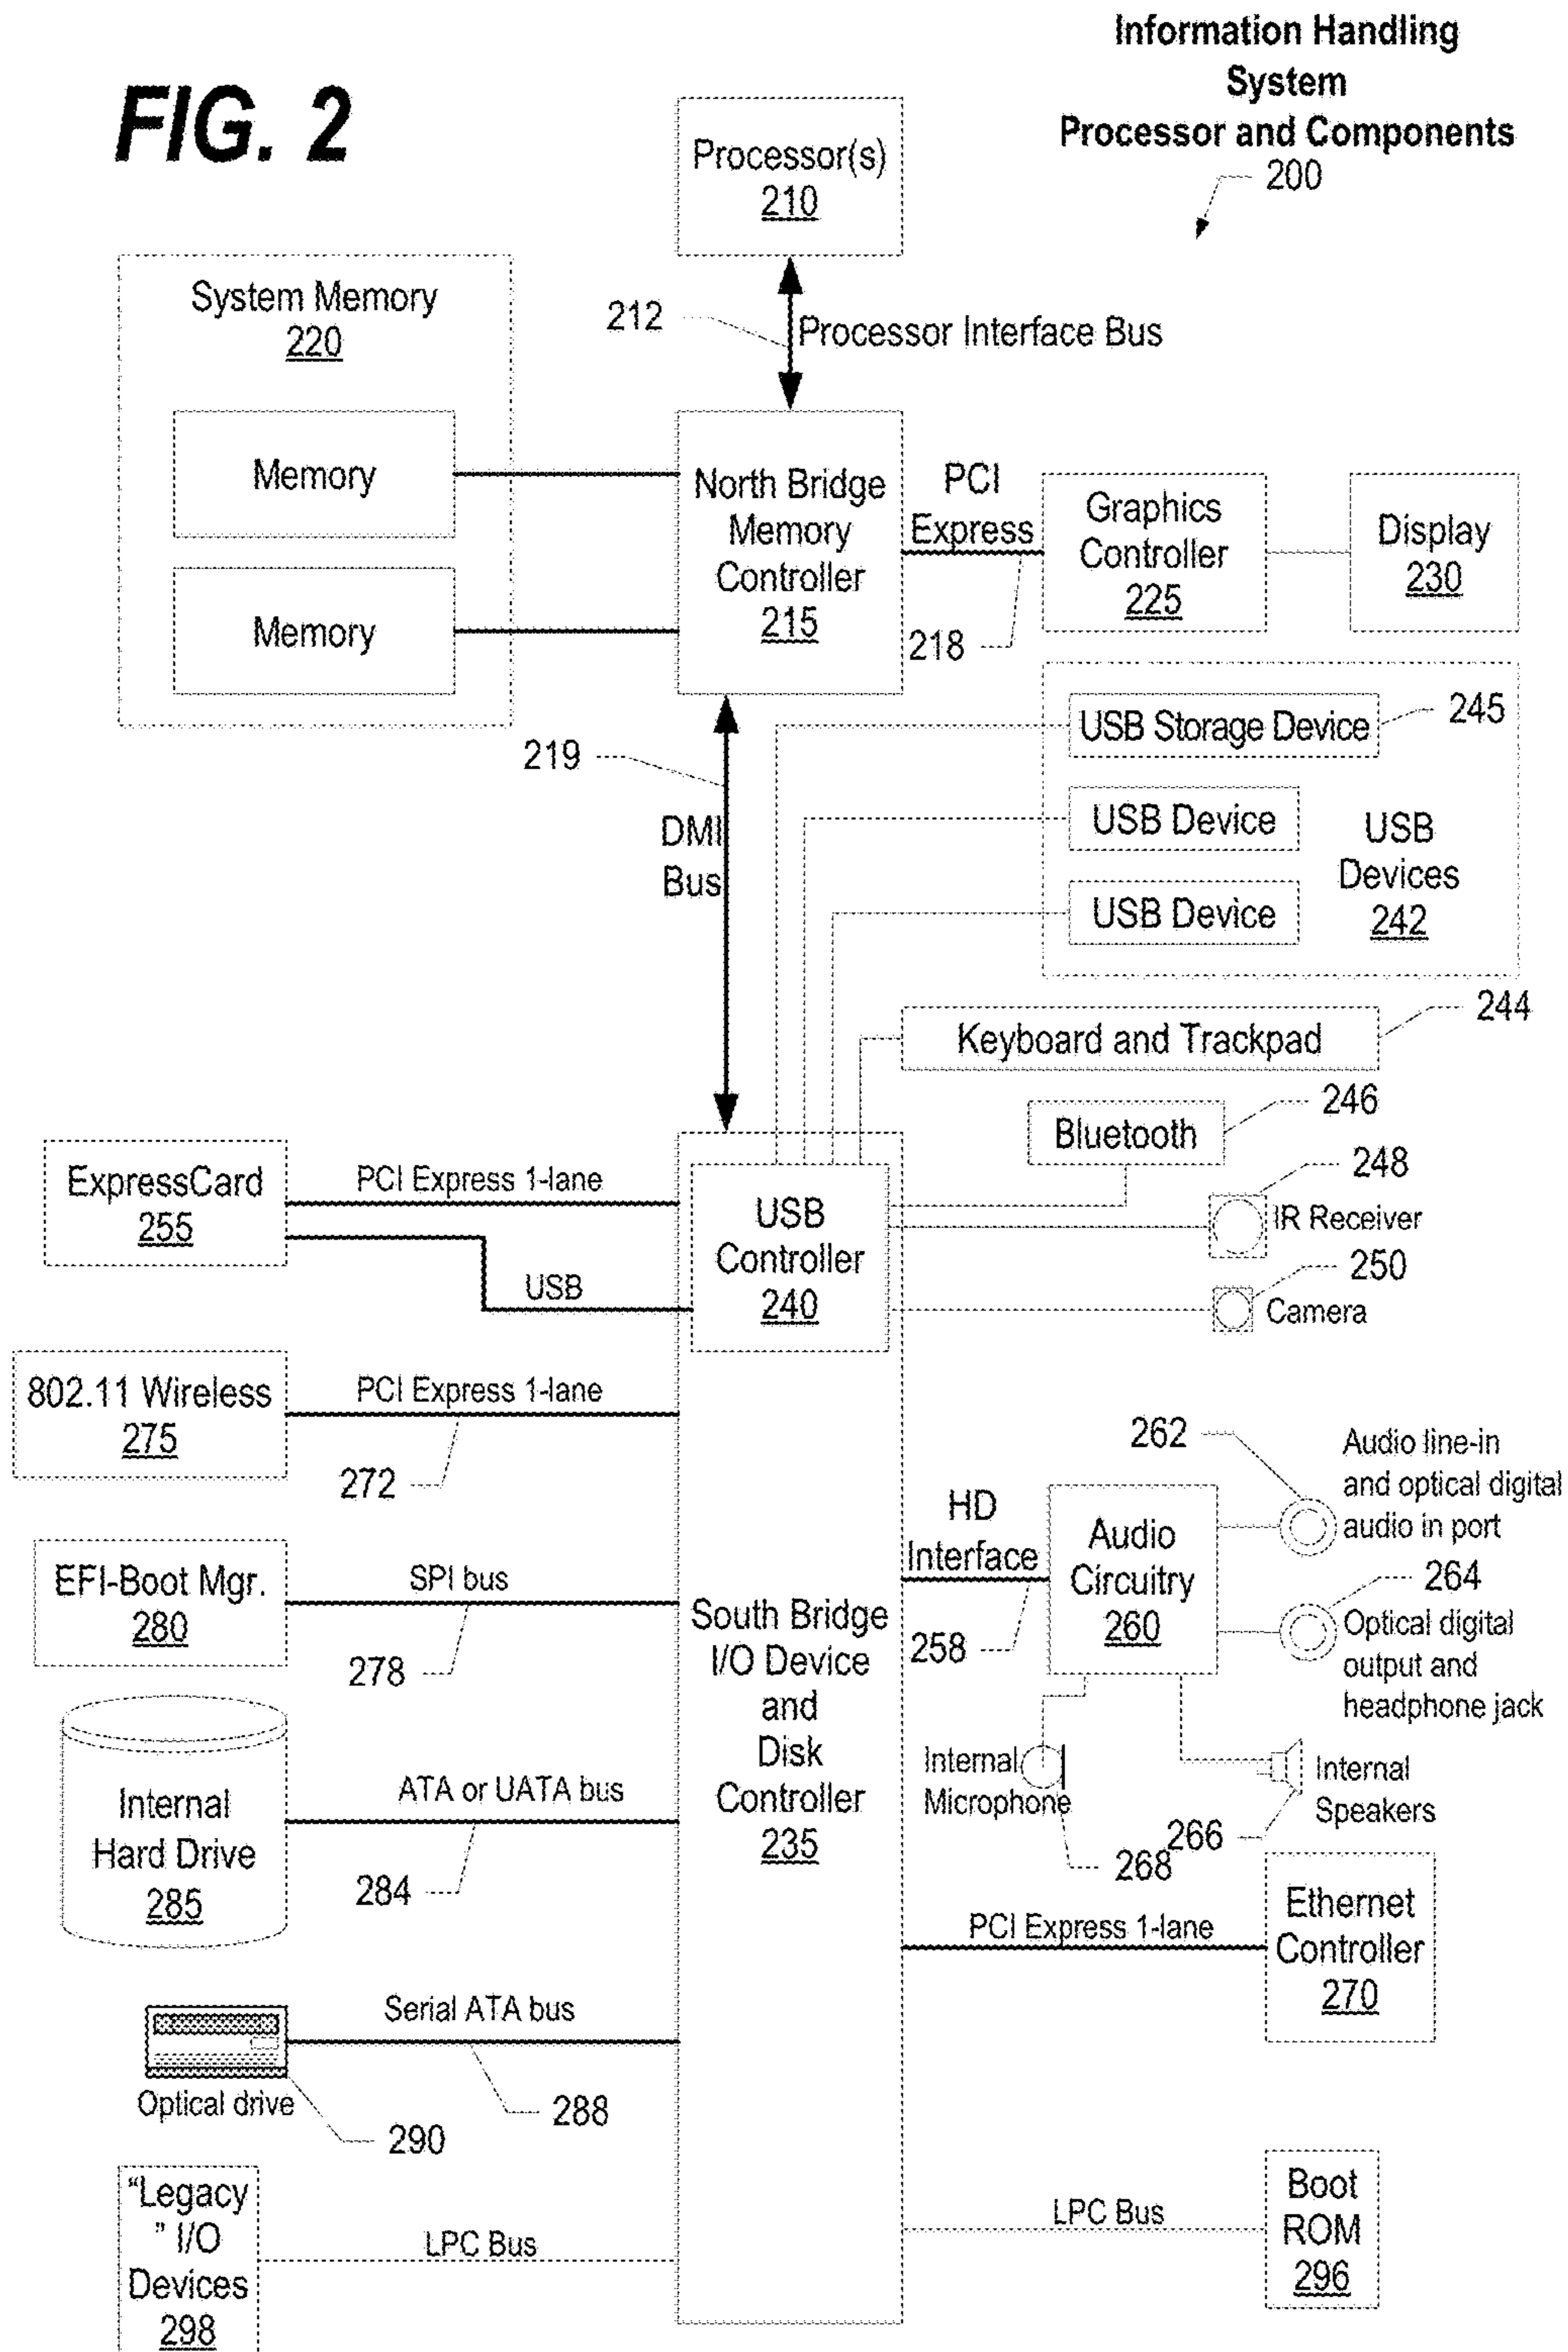 FIG. 2
Information Handling
System
Processor and Components
200
Processor(s)
210
System Memory
220
212
Processor Interface Bus
Memory
Memory
North Bridge
Memory
Controller
215
PCI
Express
218
Graphics
Controller
225
Display
230
219
DMI
Bus
USB Storage Device
245
USB Device
USB Device
USB
Devices
242
Keyboard and Trackpad
244
Bluetooth
246
248
IR Receiver
250
Camera
ExpressCard
255
PCI Express 1-lane
USB
USB
Controller
240
802.11 Wireless
275
PCI Express 1-lane
272
262
Audio line-in
and optical digital
audio in port
HD
Interface
258
Audio
Circuitry
260
264
Optical digital
output and
headphone jack
EFI-Boot Mgr.
280
SPI bus
278
South Bridge
I/O Device
and
Disk
Controller
235
Internal
Microphone
268
Internal
Speakers
266
Internal
Hard Drive
285
ATA or UATA bus
284
PCI Express 1-lane
Ethernet
Controller
270
Serial ATA bus
288
Optical drive
290
"Legacy
" I/O
Devices
298
LPC Bus
LPC Bus
Boot
ROM
296